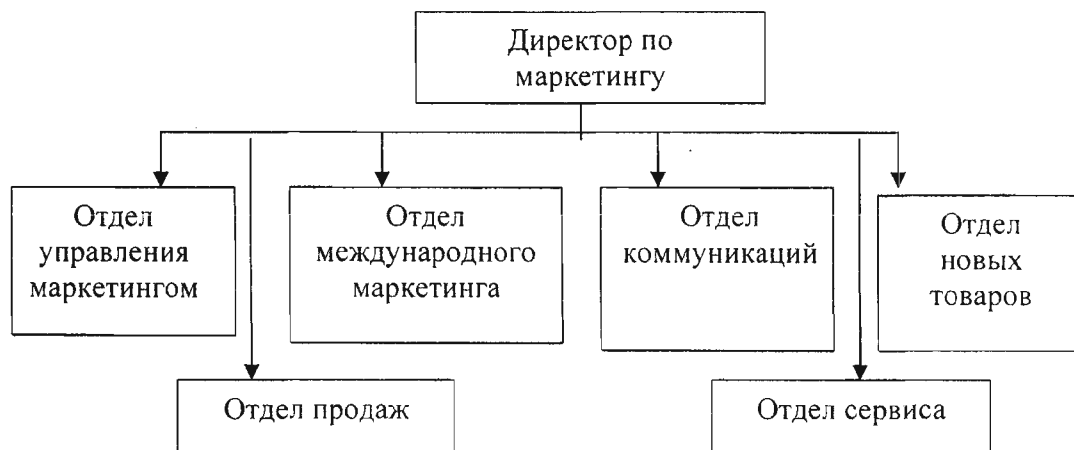 Директор по
маркетингу
Отдел
управления
маркетингом
Отдел
международного
маркетинга
Отдел
коммуникаций
Отдел
новых
товаров
Отдел продаж
Отдел сервиса